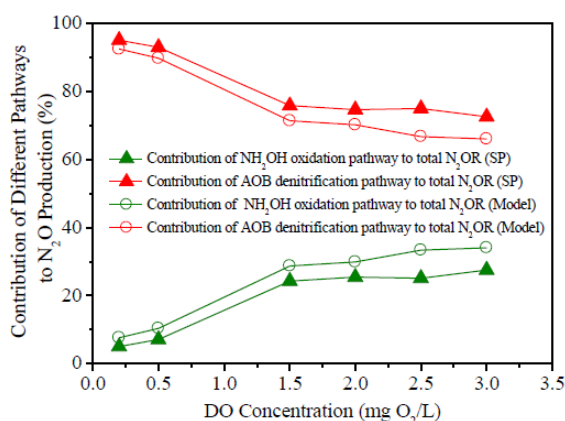 Contribution of Different Pathways
to N₂O Production (%)
100
80
60
40
20
0
Contribution of NH₂OH oxidation pathway to total N₂OR (SP)
Contribution of AOB denitrification pathway to total N₂OR (SP)
Contribution of NH₂OH oxidation pathway to total N₂OR (Model)
Contribution of AOB denitrification pathway to total N₂OR (Model)
0.0 0.5 1.0 1.5 2.0 2.5 3.0 3.5
DO Concentration (mg O₂/L)